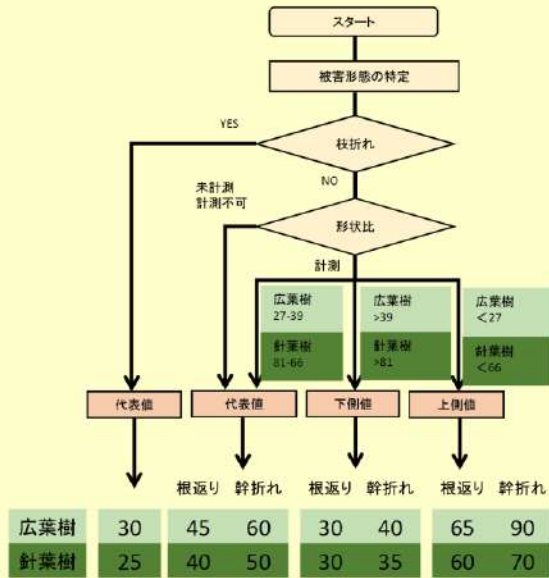 スタート
被害形態の特定
YES
枝折れ
NO
未計測
計測不可
形状比
計測
広葉樹
27-39
針葉樹
81-66
広葉樹
>39
針葉樹
>81
広葉樹
<27
針葉樹
<66
代表値 代表値 下側値 上側値
根返り 幹折れ 根返り 幹折れ 根返り 幹折れ
広葉樹 30 45 60 30 40 65 90
針葉樹 25 40 50 30 35 60 70